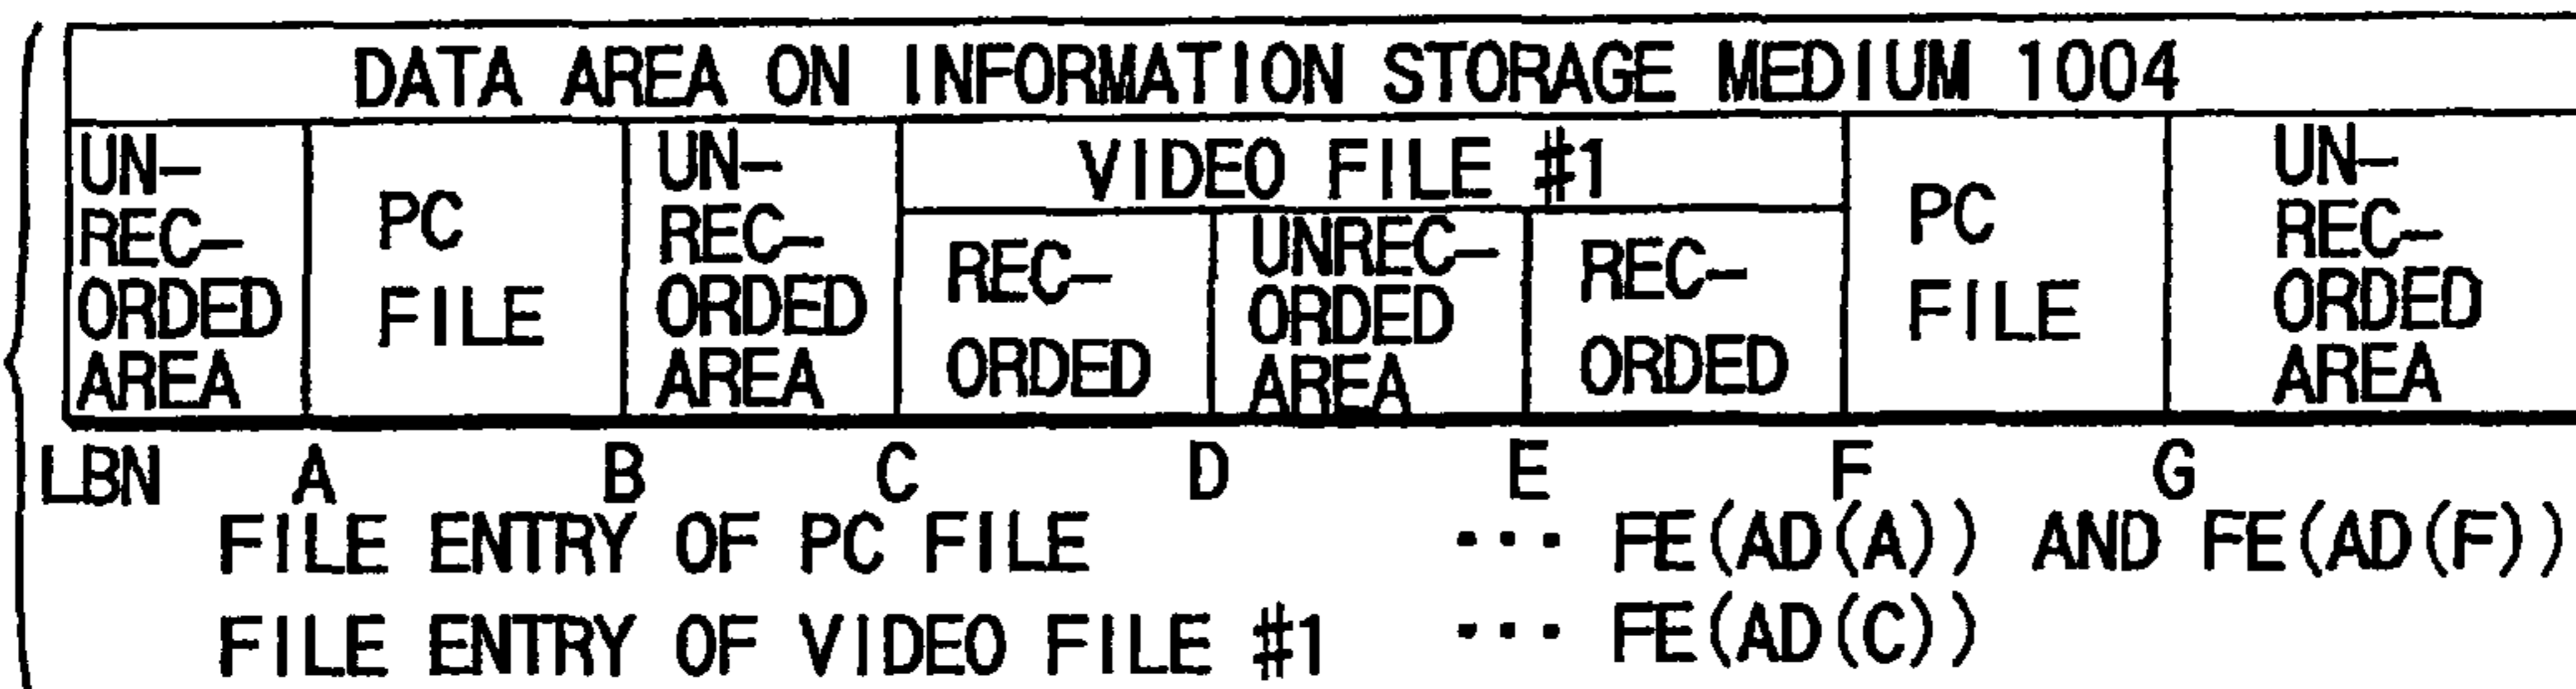 DATA AREA ON INFORMATION STORAGE MEDIUM 1004
UN-
REC-
ORDED
AREA
PC
FILE
UN-
REC-
ORDED
AREA
VIDEO FILE #1
REC-
ORDED
UNREC-
ORDED
AREA
REC-
ORDED
PC
FILE
UN-
REC-
ORDED
AREA
LBN A B C D E F G
FILE ENTRY OF PC FILE ··· FE(AD(A)) AND FE(AD(F))
FILE ENTRY OF VIDEO FILE #1 ··· FE(AD(C))